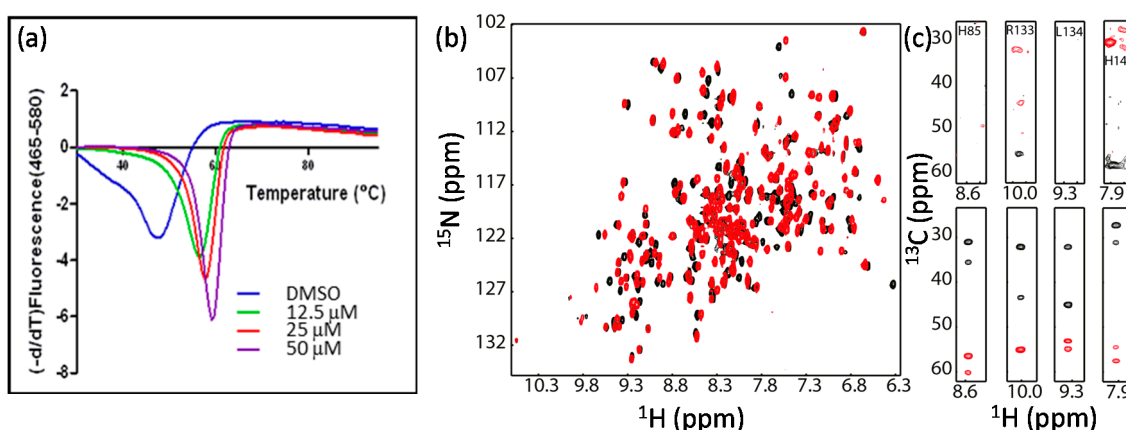 (a)
(-d/dT)Fluorescence(465-580)
2
0
-2
-4
-6
-8
40
60
80
Temperature (°C)
DMSO
12.5 μM
25 μM
50 μM
(b)
15N (ppm)
102
107
112
117
122
127
132
10.3 9.8 9.3 8.8 8.3 7.8 7.3 6.8 6.3
1H (ppm)
(c)
13C (ppm)
30
40
50
60
H85
R133
L134
H14
8.6 10.0 9.3 7.9
30
40
50
60
8.6 10.0 9.3 7.9
1H (ppm)